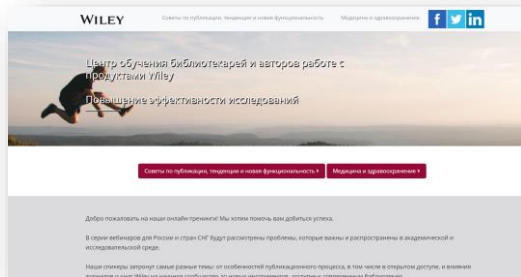 WILEY
Советы по публикации, тенденции и новая функциональность
Медицина и здравоохранение
f in
Центр обучения библиотекарей и авторов работе с
продуктами Wiley
Повышение эффективности исследований
Советы по публикации, тенденции и новая функциональность
Медицина и здравоохранение
Добро пожаловать на наши онлайн-тренинги! Мы хотим помочь вам добиться успеха.
В серии вебинаров для России и стран СНГ будут рассмотрены проблемы, которые важны и распространены в академической и
исследовательской среде.
Наши спикеры затронут самые разные темы: от особенностей публикационного процесса, в том числе в открытом доступе, и влияния